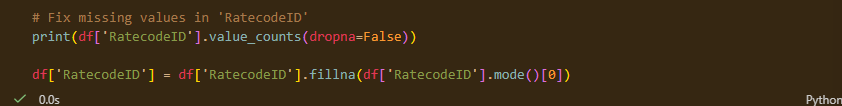 # Fix missing values in 'RatecodeID'
print(df['RatecodeID'].value_counts(dropna=False))
df['RatecodeID'] = df['RatecodeID'].fillna(df['RatecodeID'].mode()[0])
✓ 0.0s Python